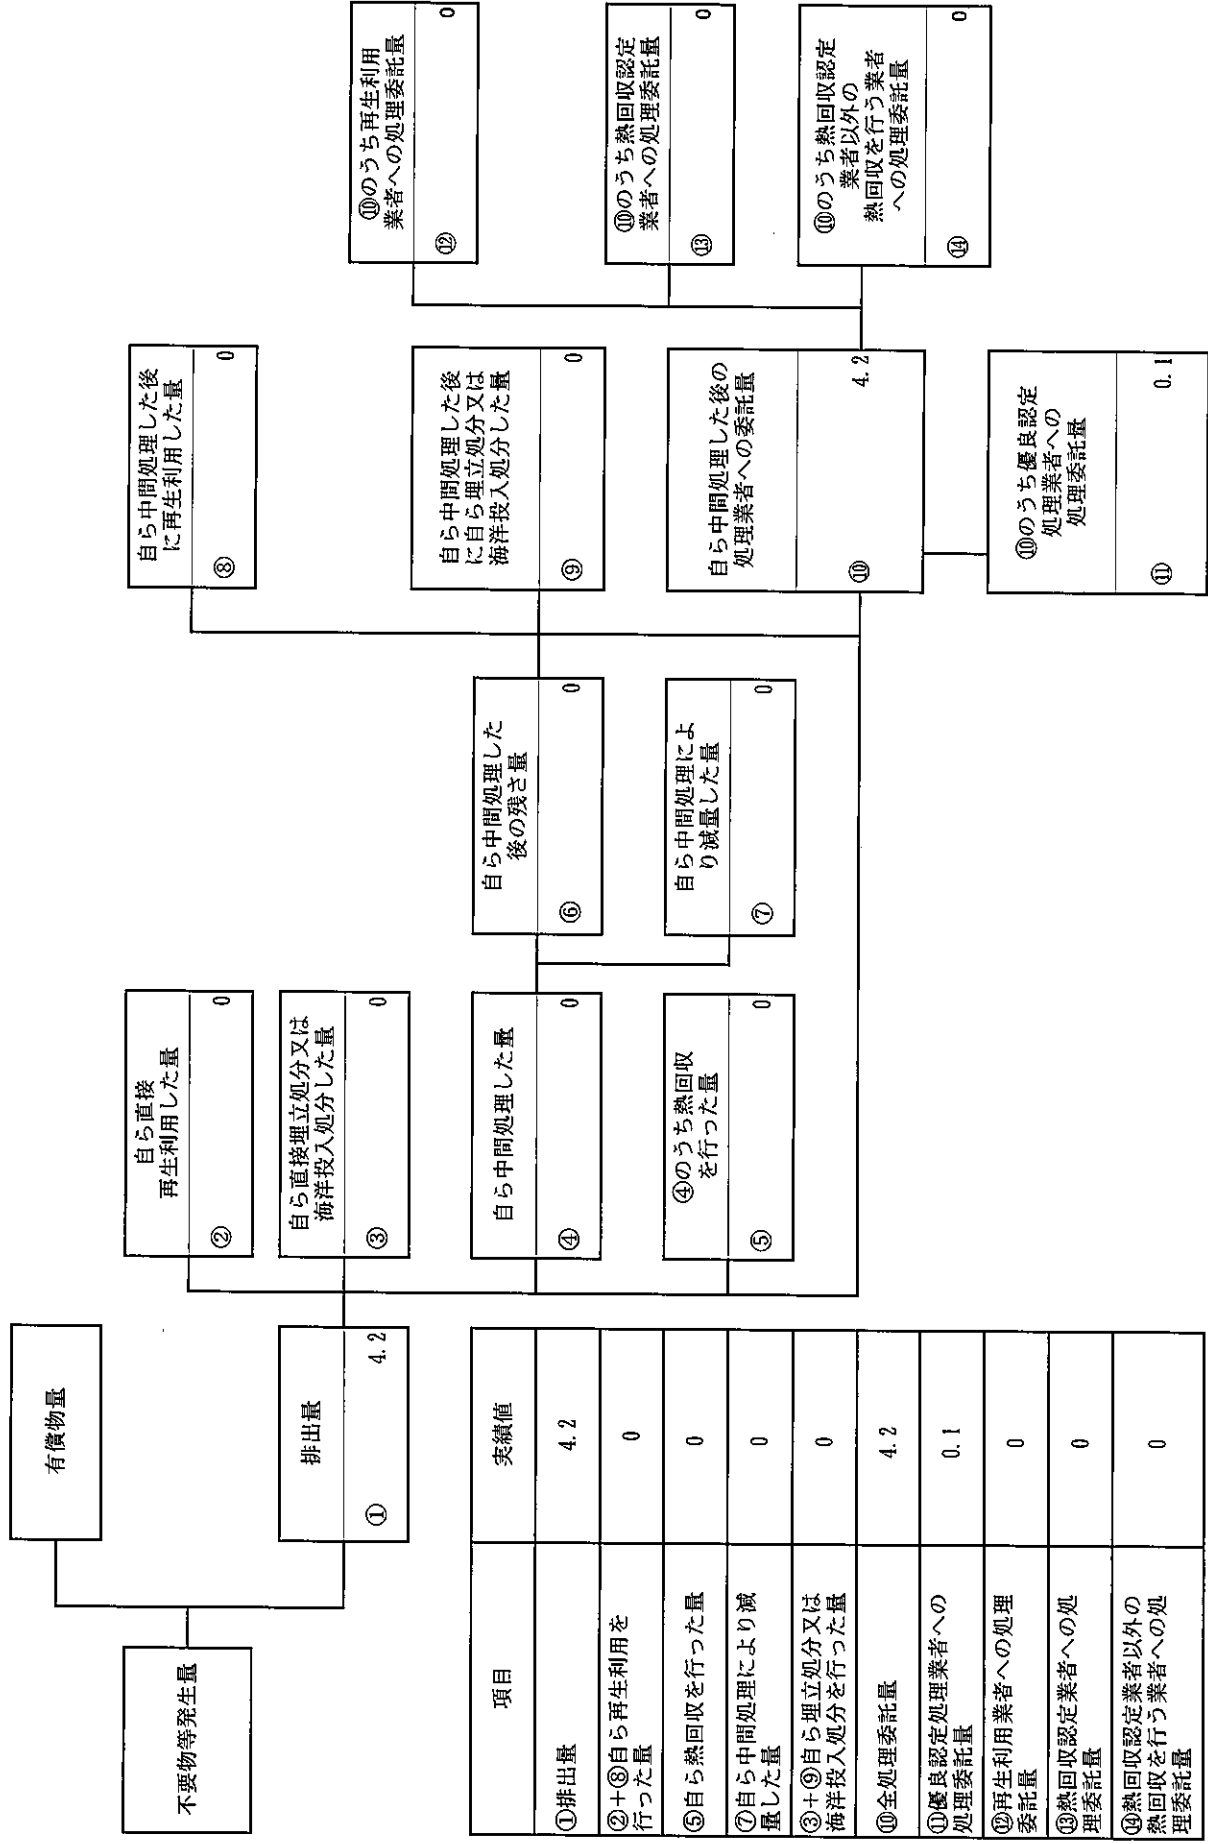 不要物等発生量
有償物量
排出量
① 4.2
自ら直接
再生利用した量
② 0
自ら直接埋立処分又は
海洋投入処分した量
③ 0
自ら中間処理した量
④ 0
④のうち熱回収
を行った量
⑤ 0
自ら中間処理した
後の残さ量
⑥ 0
自ら中間処理によ
り減量した量
⑦ 0
自ら中間処理した後
に再生利用した量
⑧ 0
自ら中間処理した後
に自ら埋立処分又は
海洋投入処分した量
⑨ 0
自ら中間処理した後の
処理業者への委託量
⑩ 4.2
⑩のうち優良認定
処理業者への
処理委託量
⑪ 0.1
⑩のうち再生利用
業者への処理委託量
⑫ 0
⑩のうち熱回収認定
業者への処理委託量
⑬ 0
⑩のうち熱回収認定
業者以外の
熱回収を行う業者
への処理委託量
⑭ 0
項目 実績値
①排出量 4.2
②+⑧自ら再生利用を
行った量 0
⑤自ら熱回収を行った量 0
⑦自ら中間処理により減
量した量 0
③+⑨自ら埋立処分又は
海洋投入処分を行った量 0
⑩全処理委託量 4.2
⑪優良認定処理業者への
処理委託量 0.1
⑫再生利用業者への処理
委託量 0
⑬熱回収認定業者への処
理委託量 0
⑭熱回収認定業者以外の
熱回収を行う業者への処
理委託量 0